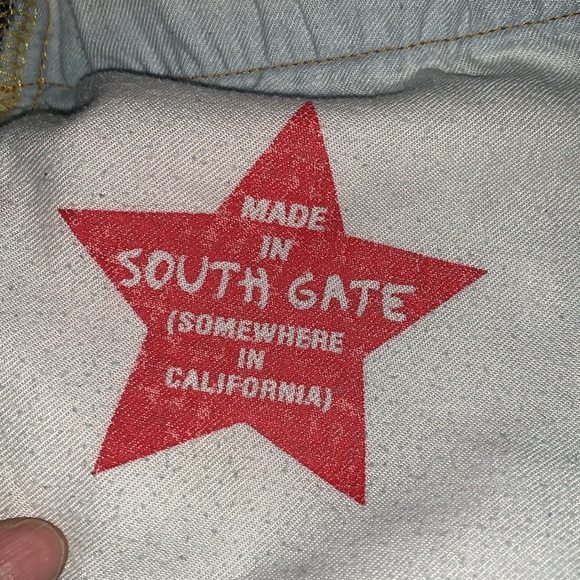 MADE
IN
SOUTH GATE
(SOMEWHERE
IN
CALIFORNIA)